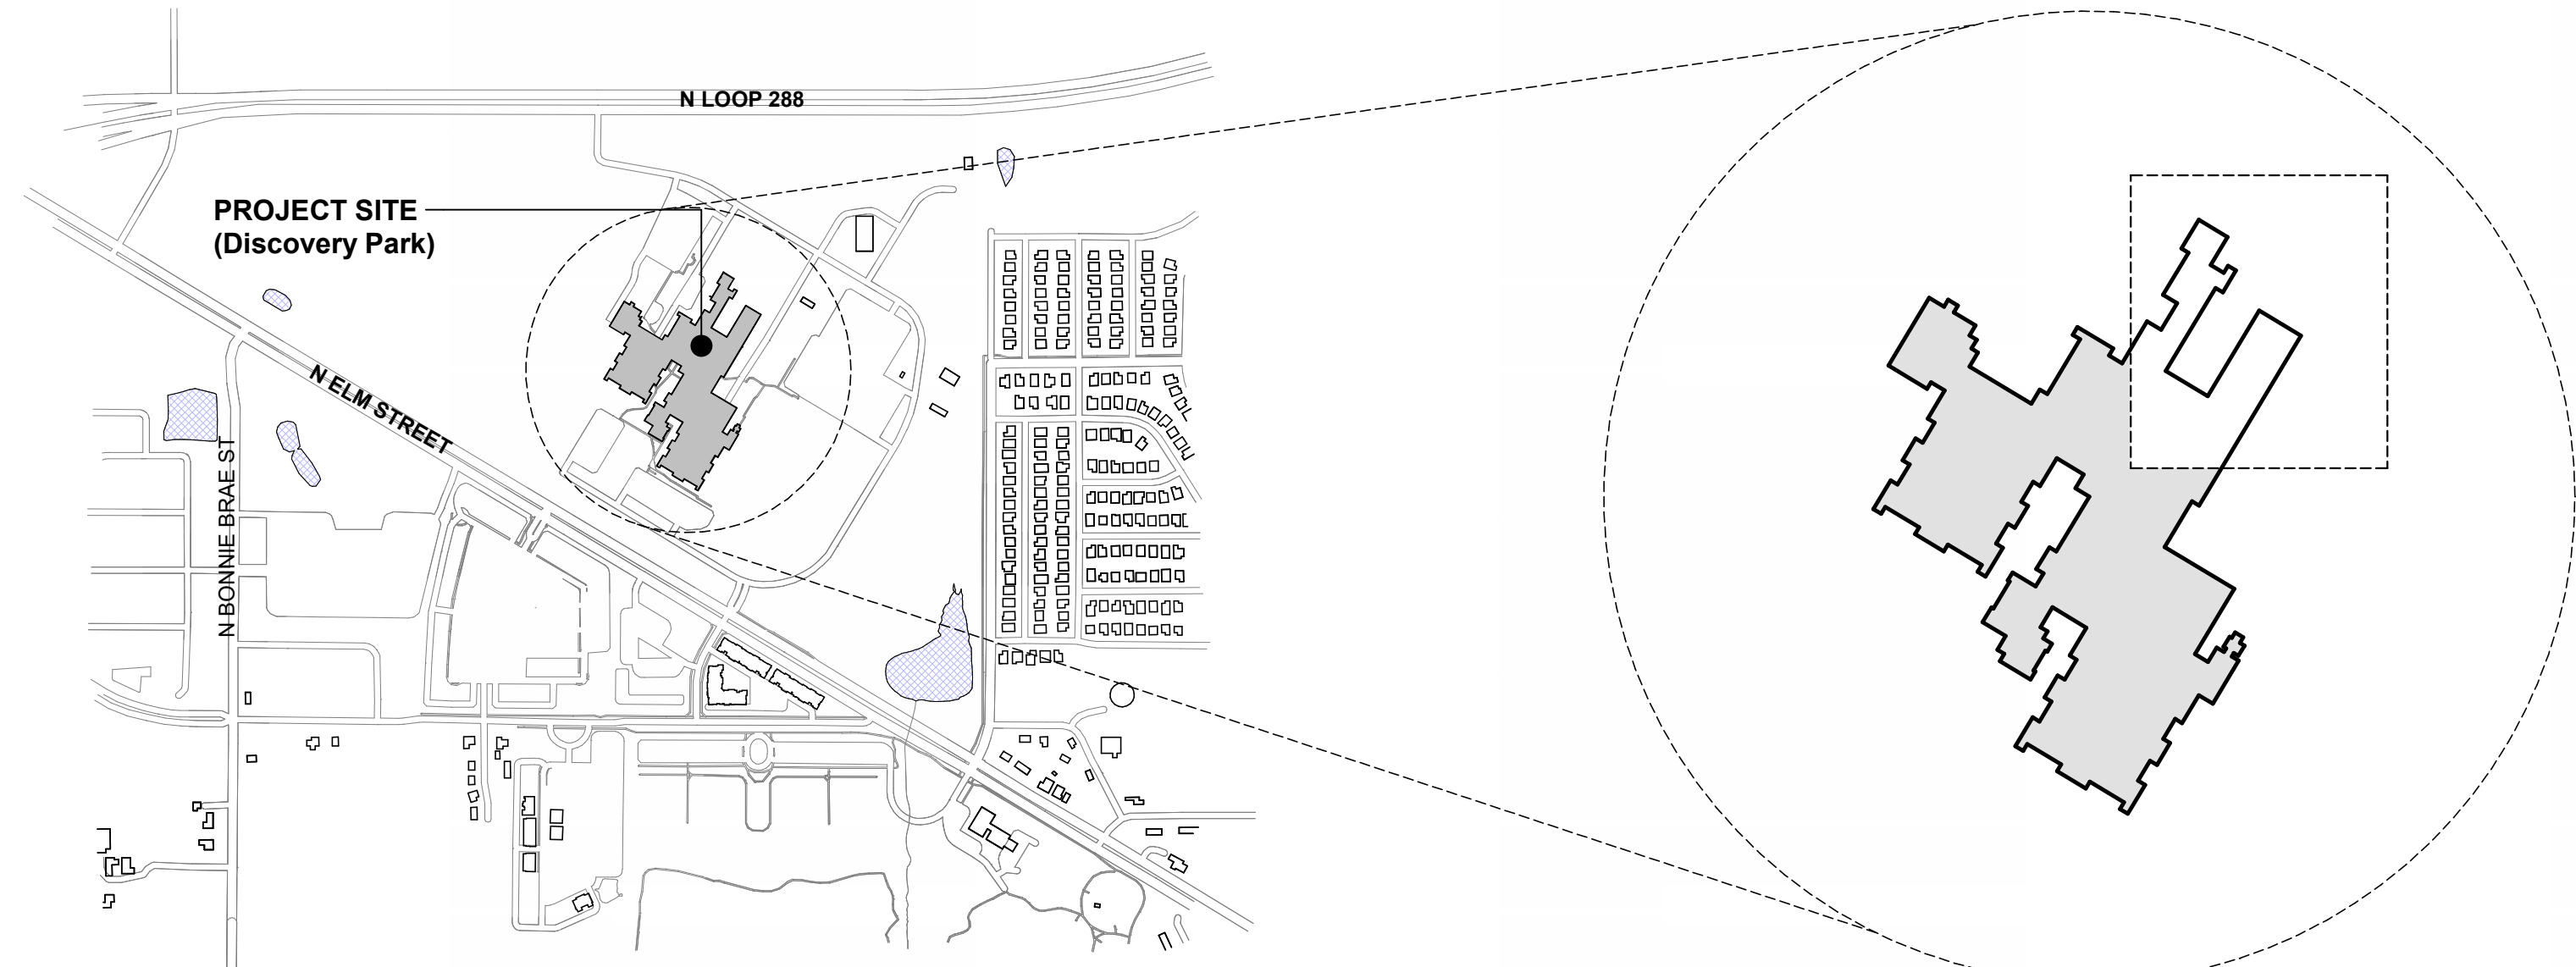 N LOOP 288
PROJECT SITE
(Discovery Park)
N ELM STREET
N BONNIE BRAE ST